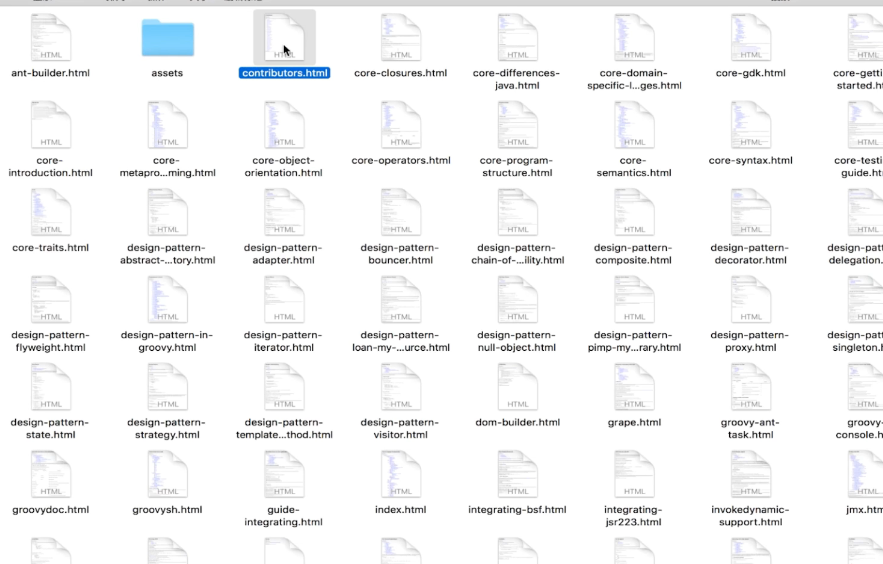 HTML
HTML
HTML
HTML
HTML
HTML
HTML
ant-builder.html
assets
contributors.html
core-closures.html
core-differences-
java.html
core-domain-
specific-l...ges.html
core-gdk.html
core-getti
started.ht
HTML
HTML
HTML
HTML
HTML
HTML
HTML
HTML
core-
introduction.html
core-
metapro...ming.html
core-object-
orientation.html
core-operators.html
core-program-
structure.html
core-
semantics.html
core-syntax.html
core-testi
guide.ht
HTML
HTML
HTML
HTML
HTML
HTML
HTML
HTML
core-traits.html
design-pattern-
abstract-...tory.html
design-pattern-
adapter.html
design-pattern-
bouncer.html
design-pattern-
chain-of-...ility.html
design-pattern-
composite.html
design-pattern-
decorator.html
design-patt
delegation.
HTML
HTML
HTML
HTML
HTML
HTML
HTML
HTML
design-pattern-
flyweight.html
design-pattern-in-
groovy.html
design-pattern-
iterator.html
design-pattern-
loan-my-...urce.html
design-pattern-
null-object.html
design-pattern-
pimp-my...rary.html
design-pattern-
proxy.html
design-patt
singleton.h
HTML
HTML
HTML
HTML
HTML
HTML
HTML
HTML
design-pattern-
state.html
design-pattern-
strategy.html
design-pattern-
template...thod.html
design-pattern-
visitor.html
dom-builder.html
grape.html
groovy-ant-
task.html
groovy-
console.h
HTML
HTML
HTML
HTML
HTML
HTML
HTML
HTML
groovydoc.html
groovysh.html
guide-
integrating.html
index.html
integrating-bsf.html
integrating-
jsr223.html
invokedynamic-
support.html
jmx.htm